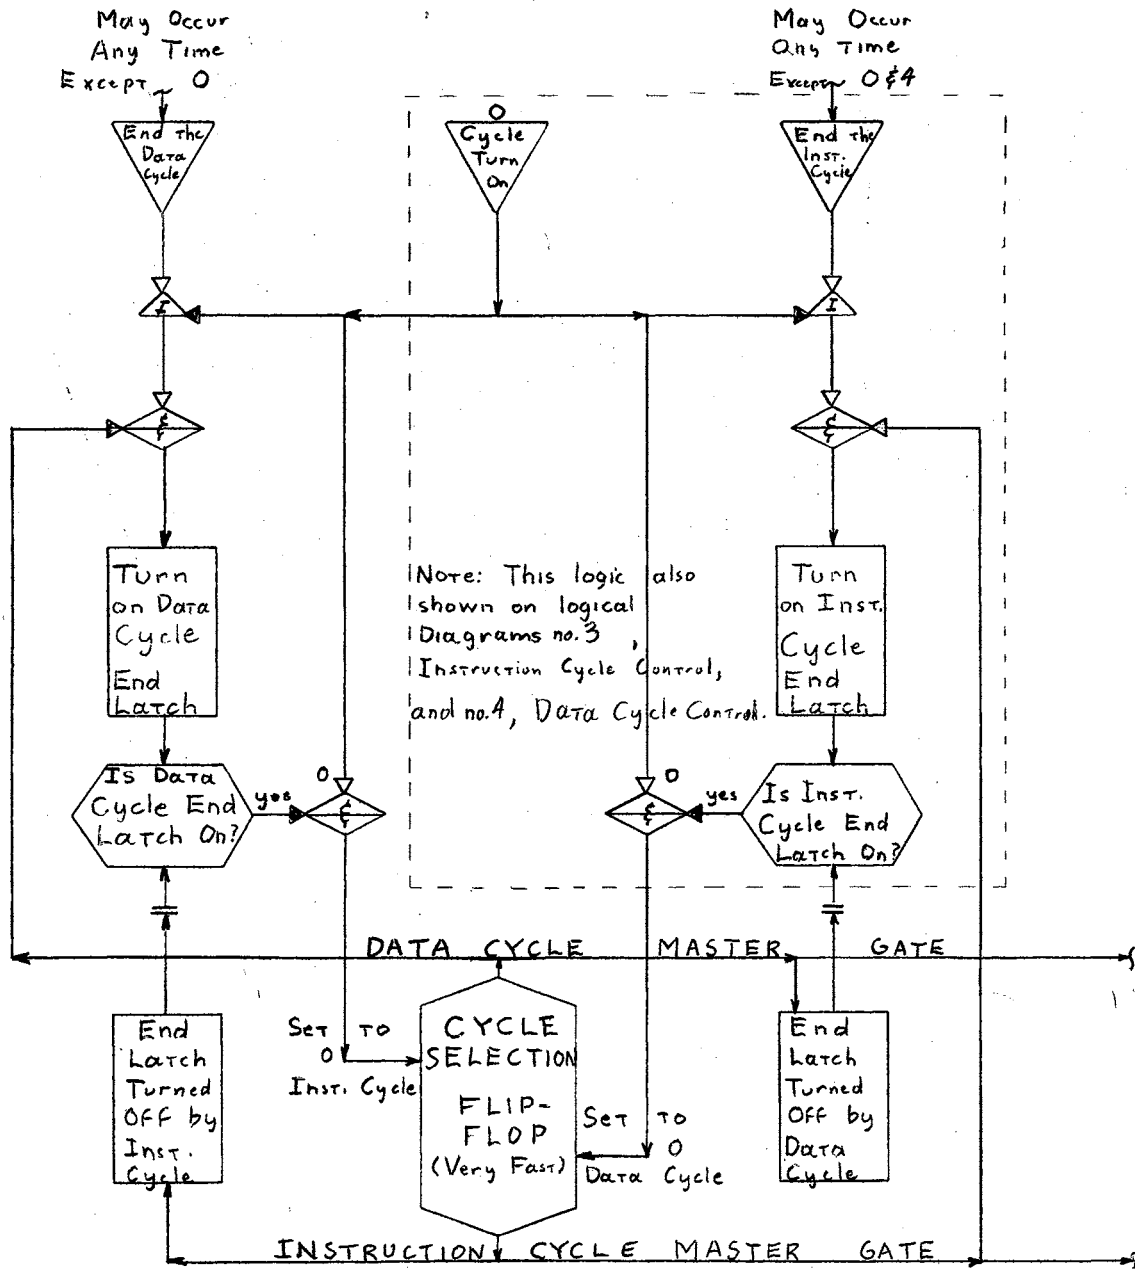 May Occur
Any Time
Except 0
May Occur
Any Time
Except 0 & 4
End The
Data
Cycle
0
Cycle
Turn
On
End the
Inst.
Cycle
I
I
&
&
Turn
on Data
Cycle
End
Latch
Note: This logic also
shown on logical
Diagrams no. 3,
Instruction Cycle Control,
and no. 4, Data Cycle Control.
Turn
on Inst.
Cycle
End
Latch
Is Data
Cycle End
Latch On?
yes
0
&
0
&
yes
Is Inst.
Cycle End
Latch On?
DATA CYCLE MASTER GATE
End
Latch
Turned
Off by
Inst.
Cycle
Set to
0
Inst. Cycle
CYCLE
SELECTION
FLIP-
FLOP
(Very Fast)
Set to
0
Data Cycle
End
Latch
Turned
Off by
Data
Cycle
INSTRUCTION CYCLE MASTER GATE